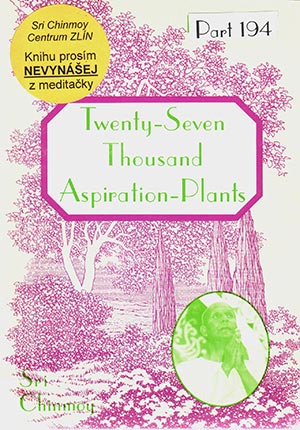 Sri Chinmoy
Centrum ZLÍN
Knihu prosím
NEVYNÁŠEJ
z meditačky
Part 194
Twenty-Seven
Thousand
Aspiration-Plants
Sri
Chinmoy